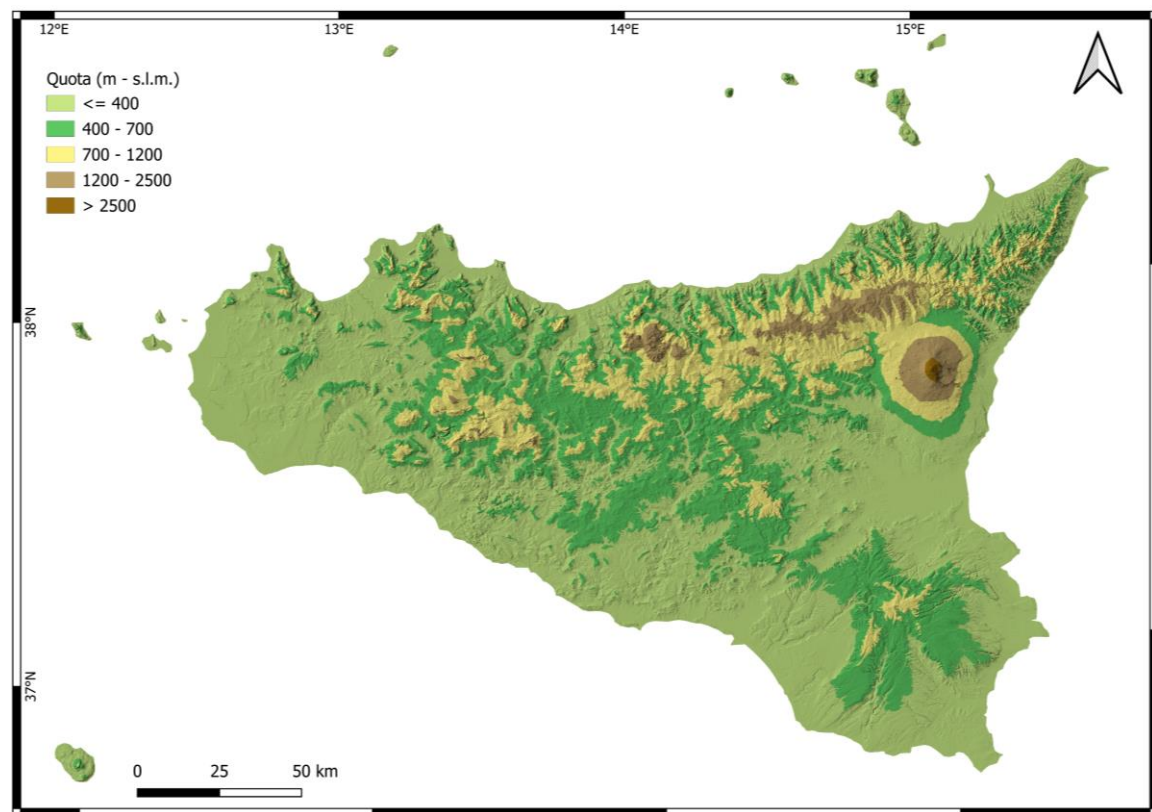 12°E 13°E 14°E 15°E
Quota (m - s.l.m.)
<= 400
400 - 700
700 - 1200
1200 - 2500
> 2500
38°N
37°N
0 25 50 km